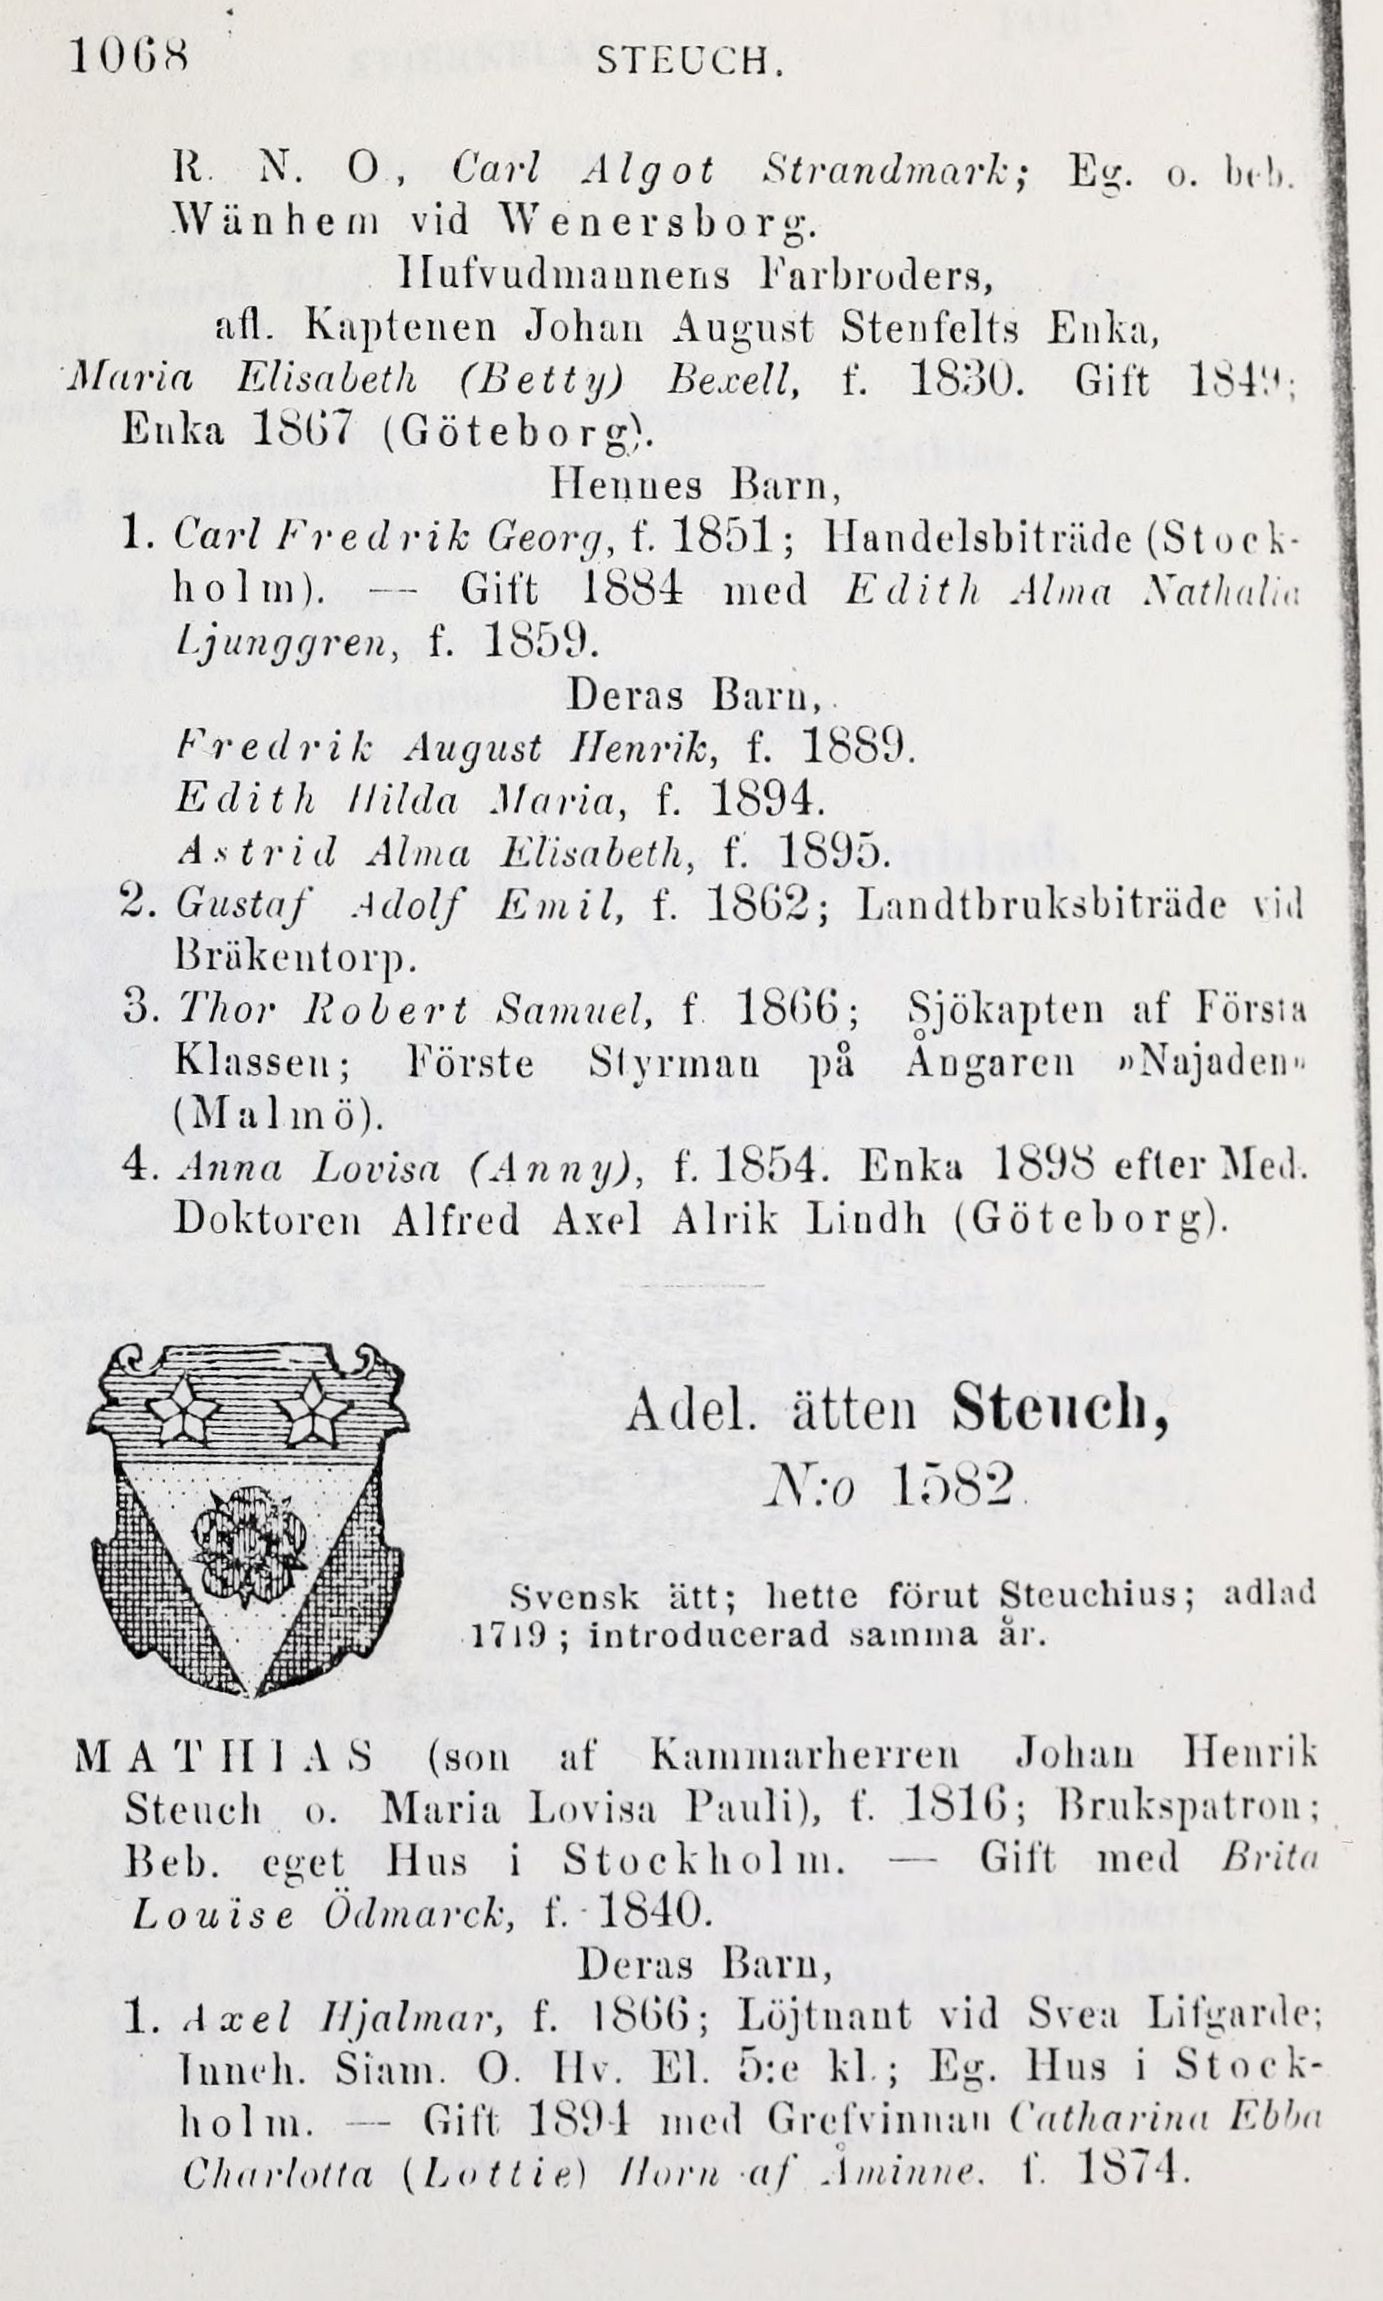 1068
STEUCH.
R. N. O., Carl Algot Strandmark; Eg. o. beb.
Wänhem vid Wenersborg.
Hufvudmannens Farbroders,
afl. Kaptenen Johan August Stenfelts Enka,
Maria Elisabeth (Betty) Bexell, f. 1830. Gift 1849;
Enka 1867 (Göteborg).
Hennes Barn,
1. Carl Fredrik Georg, f. 1851; Handelsbiträde (Stock-
holm). — Gift 1884 med Edith Alma Nathalia
Ljunggren, f. 1859.
Deras Barn,
Fredrik August Henrik, f. 1889.
Edith Hilda Maria, f. 1894.
Astrid Alma Elisabeth, f. 1895.
2. Gustaf Adolf Emil, f. 1862; Landtbruksbiträde vid
Bräkentorp.
3. Thor Robert Samuel, f. 1866; Sjökapten af Första
Klassen; Förste Styrman på Ångaren »Najaden»
(Malmö).
4. Anna Lovisa (Anny), f. 1854. Enka 1898 efter Med.
Doktoren Alfred Axel Alrik Lindh (Göteborg).
Adel. ätten Steuch,
N:o 1582.
Svensk ätt; hette förut Steuchius; adlad
1719; introducerad samma år.
MATHIAS (son af Kammarherren Johan Henrik
Steuch o. Maria Lovisa Pauli), f. 1816; Brukspatron;
Beb. eget Hus i Stockholm. — Gift med Brita
Louise Ödmarck, f. 1840.
Deras Barn,
1. Axel Hjalmar, f. 1866; Löjtnant vid Svea Lifgarde;
Inneh. Siam. O. Hv. El. 5:e kl.; Eg. Hus i Stock-
holm. — Gift 1894 med Grefvinnan Catharina Ebba
Charlotta (Lottie) Horn af Åminne. f. 1874.